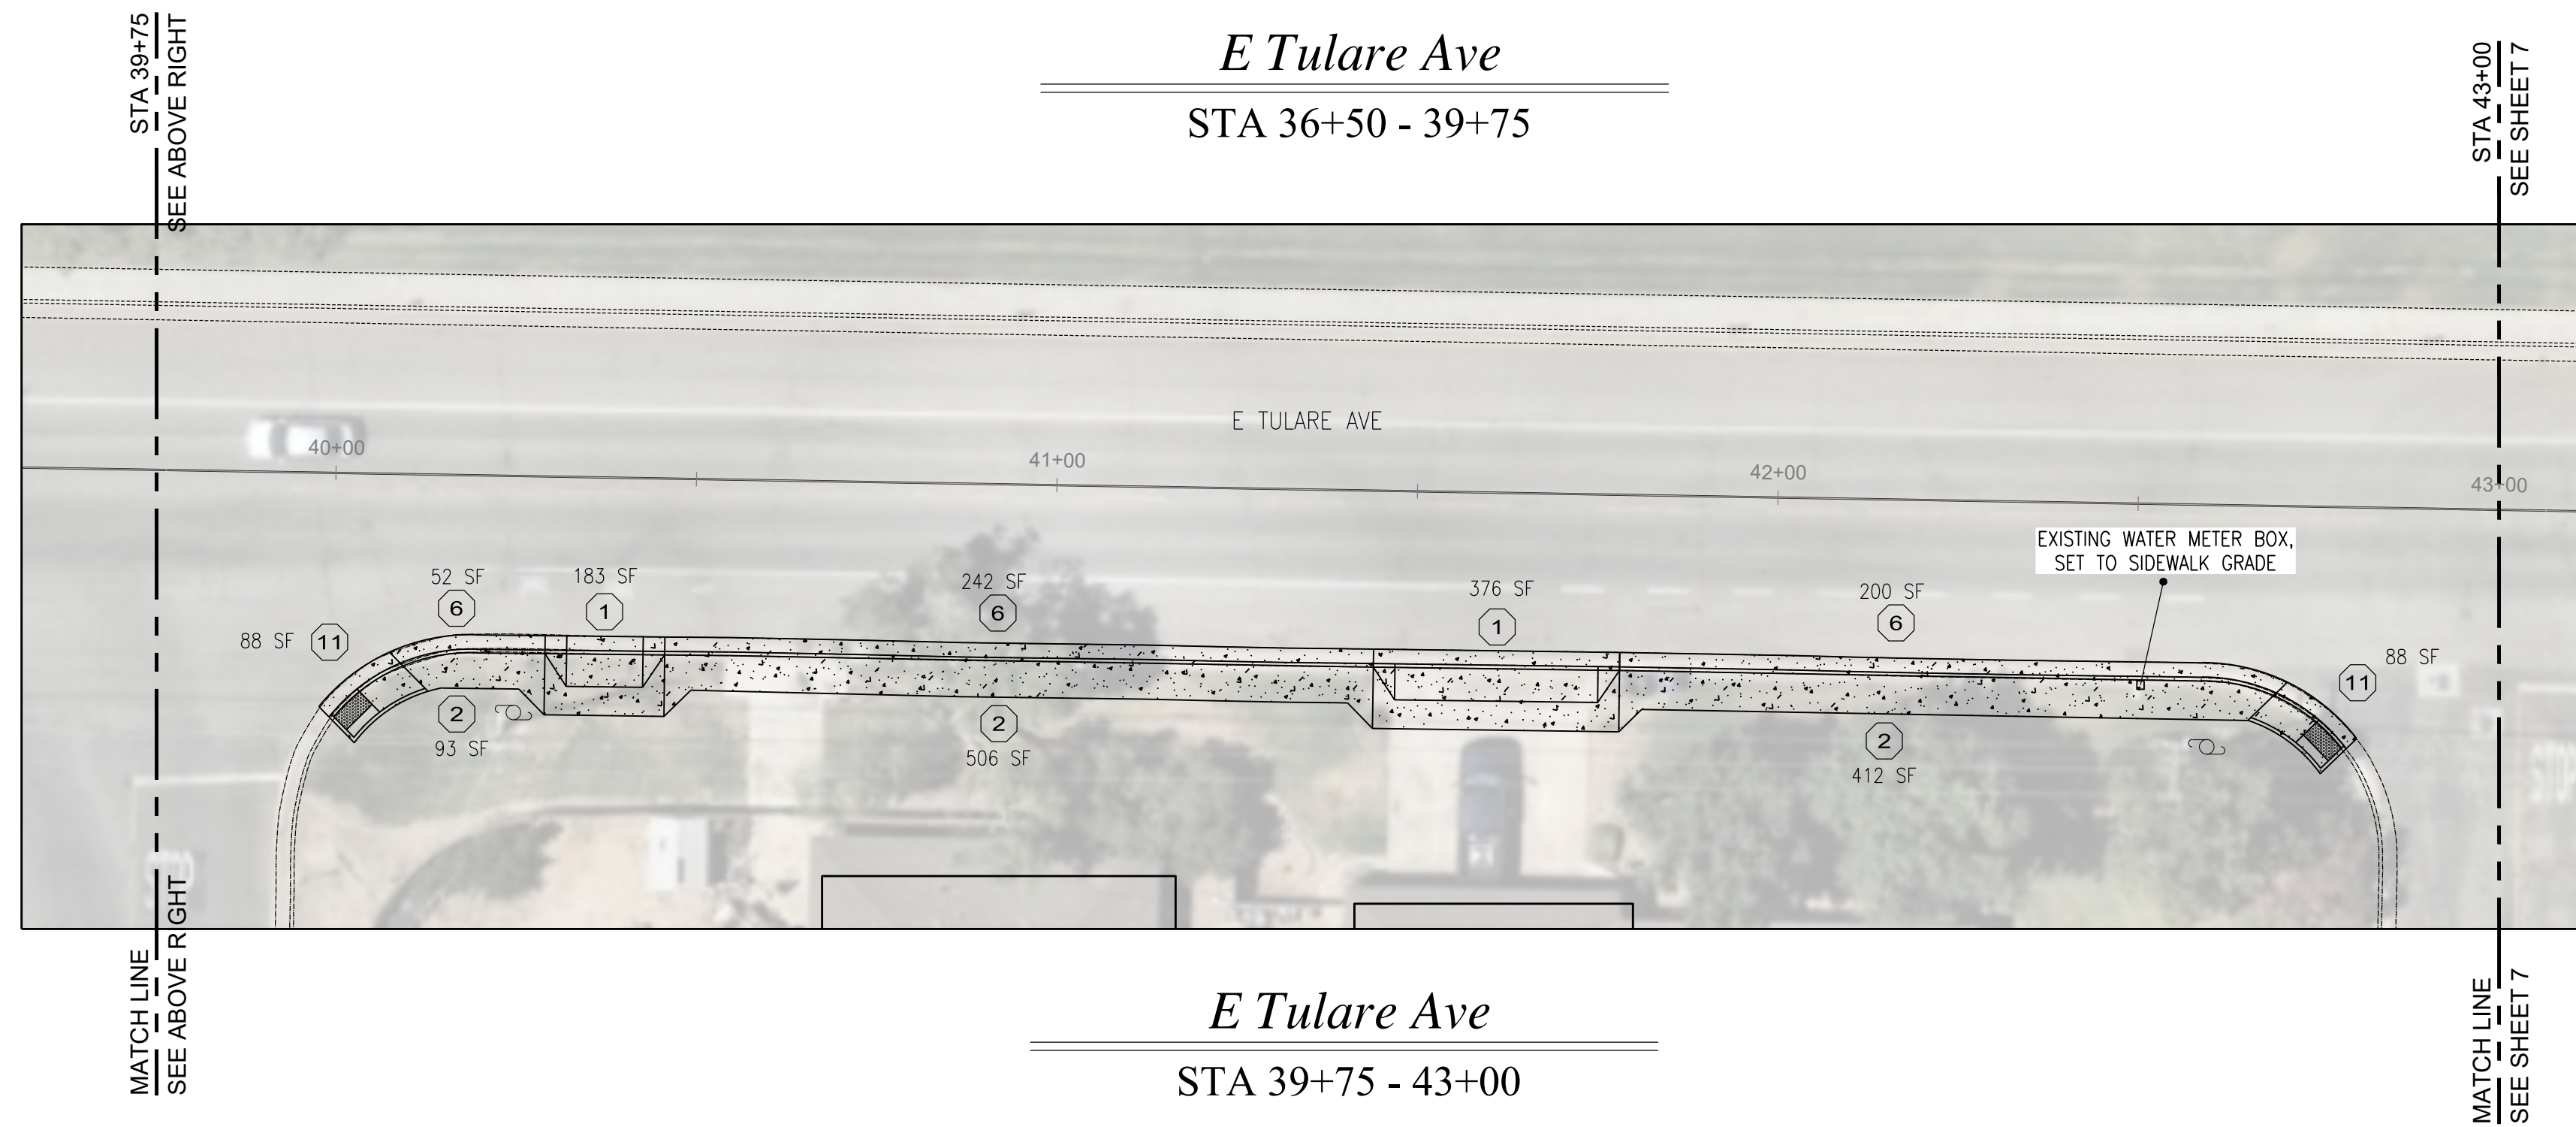 STA 39+75
SEE ABOVE RIGHT
E Tulare Ave
STA 36+50 - 39+75
STA 43+00
SEE SHEET 7
E TULARE AVE
40+00
41+00
42+00
43+00
EXISTING WATER METER BOX,
SET TO SIDEWALK GRADE
52 SF
6
183 SF
1
242 SF
6
376 SF
1
200 SF
6
88 SF
11
88 SF
11
2
93 SF
2
506 SF
2
412 SF
MATCH LINE
SEE ABOVE RIGHT
E Tulare Ave
STA 39+75 - 43+00
MATCH LINE
SEE SHEET 7